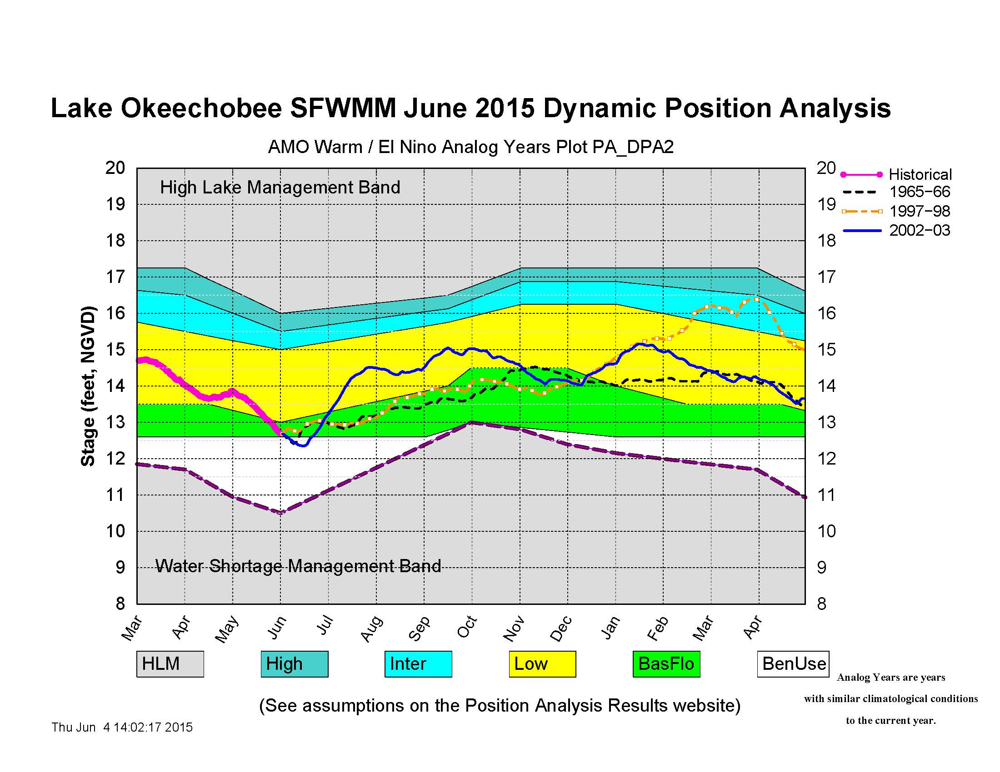 Lake Okeechobee SFWMM June 2015 Dynamic Position Analysis
AMO Warm / El Nino Analog Years Plot PA_DPA2
Stage (feet, NGVD)
20
19
18
17
16
15
14
13
12
11
10
9
8
High Lake Management Band
Water Shortage Management Band
20
19
18
17
16
15
14
13
12
11
10
9
8
Historical
1965−66
1997−98
2002−03
Mar Apr May Jun Jul Aug Sep Oct Nov Dec Jan Feb Mar Apr
HLM High Inter Low BasFlo BenUse
Analog Years are years
with similar climatological conditions
to the current year.
(See assumptions on the Position Analysis Results website)
Thu Jun 4 14:02:17 2015